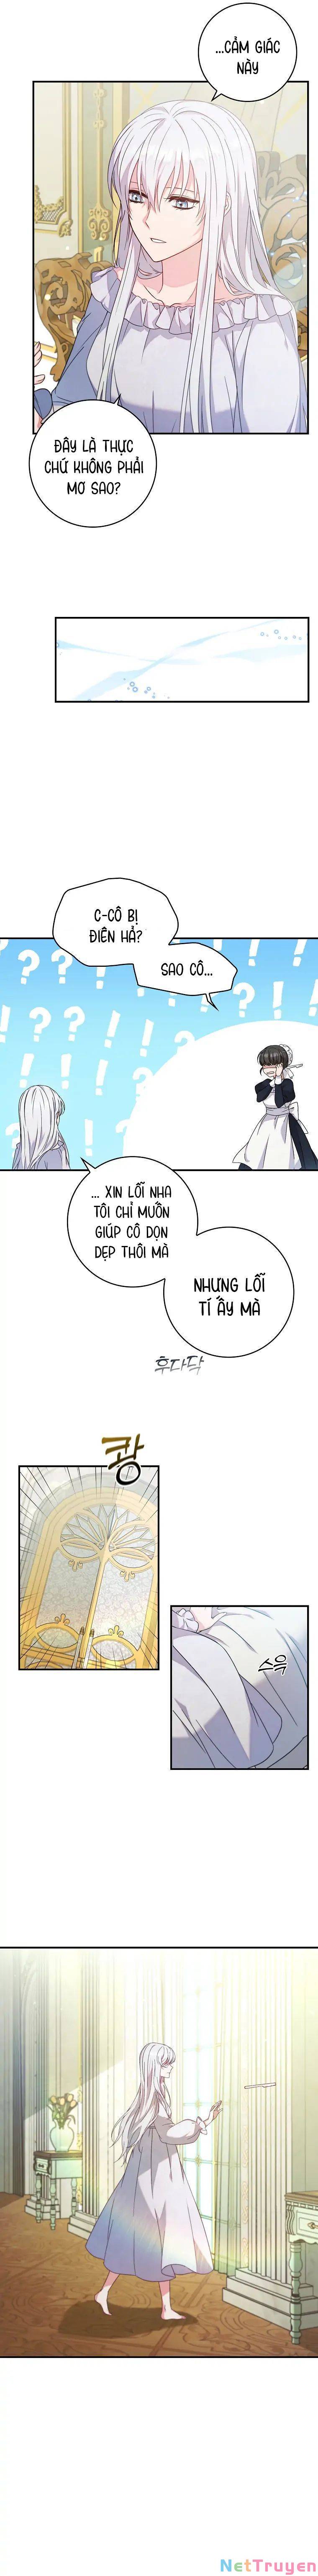 ...CẢM GIÁC
NÀY
ĐÂY LÀ THỰC
CHỨ KHÔNG PHẢI
MƠ SAO?
C-CÔ BỊ
ĐIÊN HẢ?
SAO CÔ...
... XIN LỖI NHA
TÔI CHỈ MUỐN
GIÚP CÔ DỌN
DẸP THÔI MÀ
NHƯNG LỖI
TÍ ẤY MÀ
후다닥
쾅
스윽
NetTruyen